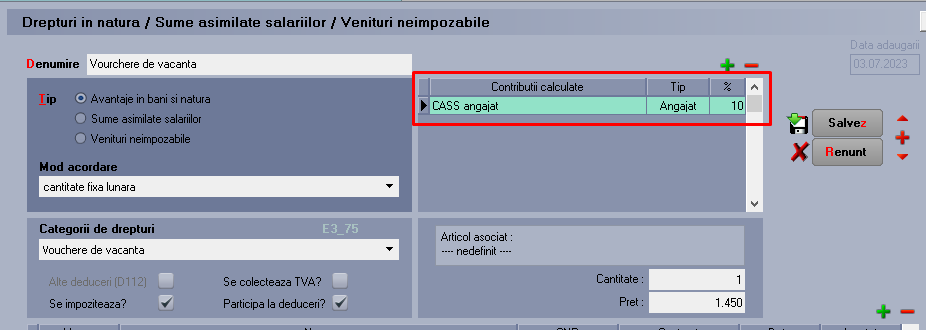 Drepturi in natura / Sume asimilate salariilor / Venituri neimpozabile
Data adaugarii
03.07.2023
Denumire Vourchere de vacanta
Tip
Avantaje in bani si natura
Sume asimilate salariilor
Venituri neimpozabile
Mod acordare
cantitate fixa lunara
Contributii calculate Tip %
CASS angajat Angajat 10
Salvez
Renunt
Categorii de drepturi E3_75
Vouchere de vacanta
Alte deduceri (D112) Se colecteaza TVA?
Se impoziteaza? Participa la deduceri?
Articol asociat :
---- nedefinit ----
Cantitate : 1
Pret : 1.450